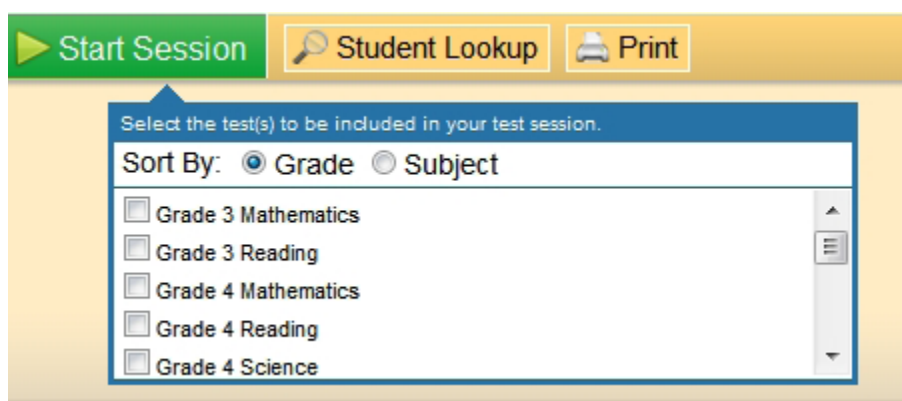 Start Session Student Lookup Print
Select the test(s) to be included in your test session.
Sort By: Grade Subject
Grade 3 Mathematics
Grade 3 Reading
Grade 4 Mathematics
Grade 4 Reading
Grade 4 Science